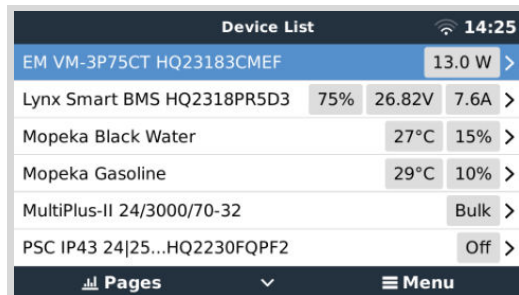 Device List 14:25
EM VM-3P75CT HQ23183CMEF 13.0 W >
Lynx Smart BMS HQ2318PR5D3 75% 26.82V 7.6A >
Mopeka Black Water 27°C 15% >
Mopeka Gasoline 29°C 10% >
MultiPlus-II 24/3000/70-32 Bulk >
PSC IP43 24|25...HQ2230FQPF2 Off >
Pages Menu